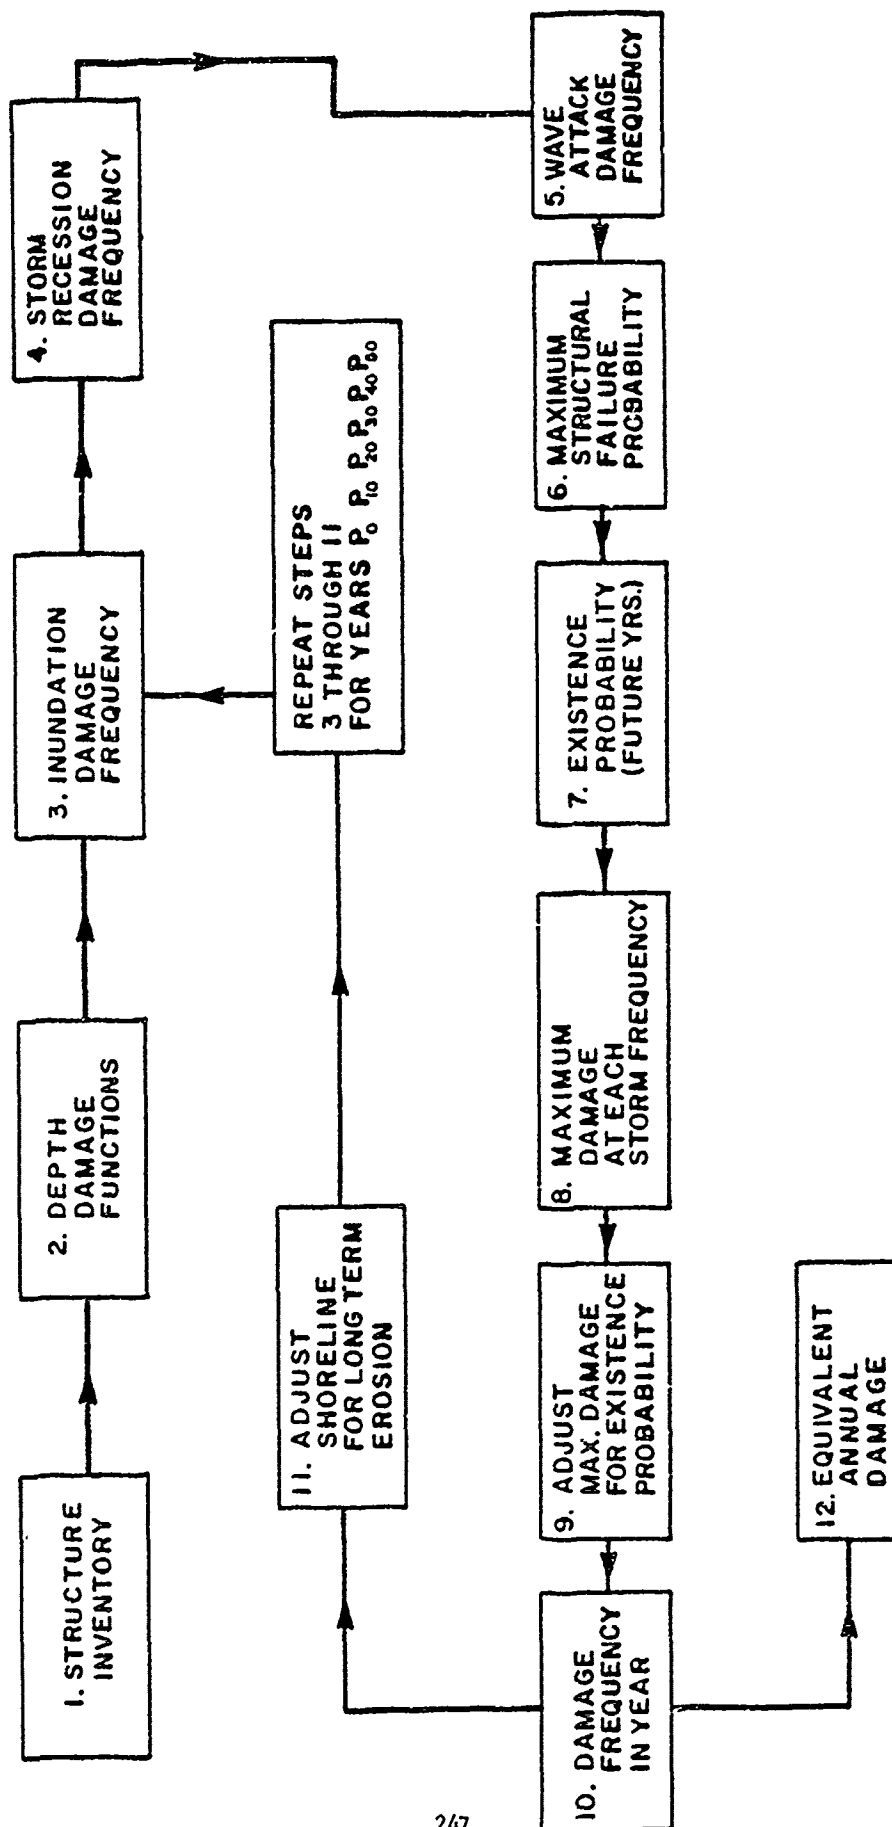 1. STRUCTURE
INVENTORY
2. DEPTH
DAMAGE
FUNCTIONS
3. INUNDATION
DAMAGE
FREQUENCY
4. STORM
RECESSION
DAMAGE
FREQUENCY
11. ADJUST
SHORELINE
FOR LONG TERM
EROSION
REPEAT STEPS
3 THROUGH 11
FOR YEARS P0 P10 P20 P30 P40 P50
10. DAMAGE
FREQUENCY
IN YEAR
9. ADJUST
MAX. DAMAGE
FOR EXISTENCE
PROBABILITY
8. MAXIMUM
DAMAGE
AT EACH
STORM FREQUENCY
7. EXISTENCE
PROBABILITY
(FUTURE YRS.)
6. MAXIMUM
STRUCTURAL
FAILURE
PROBABILITY
5. WAVE
ATTACK
DAMAGE
FREQUENCY
12. EQUIVALENT
ANNUAL
DAMAGE
247